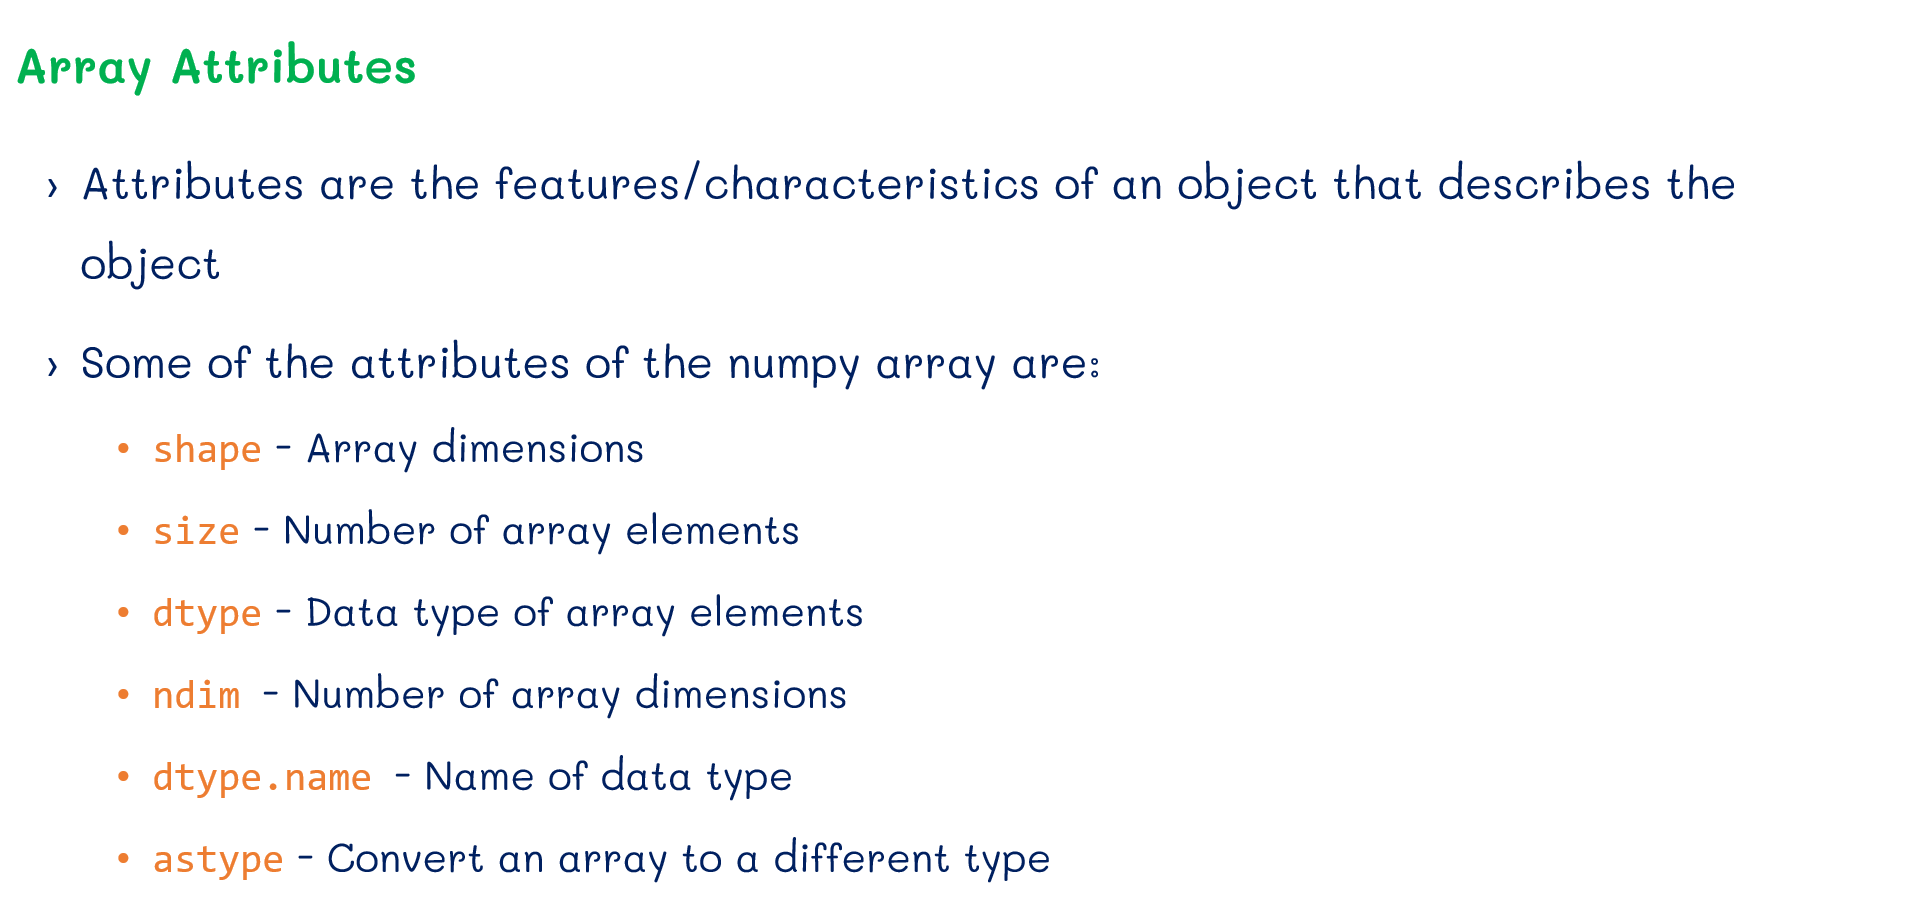 Array Attributes
› Attributes are the features/characteristics of an object that describes the
object
› Some of the attributes of the numpy array are:
• shape - Array dimensions
• size - Number of array elements
• dtype - Data type of array elements
• ndim - Number of array dimensions
• dtype.name - Name of data type
• astype - Convert an array to a different type